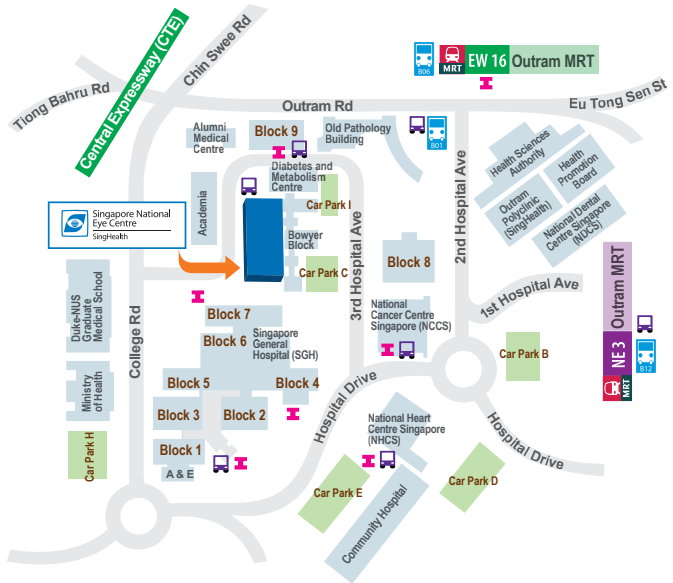 Central Expressway (CTE)
Chin Swee Rd
Tiong Bahru Rd
B06
MRT
EW 16
Outram MRT
Outram Rd
Eu Tong Sen St
B01
Alumni
Medical
Centre
Block 9
Old Pathology
Building
Diabetes and
Metabolism
Centre
Health Sciences
Authority
Health
Promotion
Board
Outram
Polyclinic
(SingHealth)
National Dental
Centre Singapore
(NDCS)
2nd Hospital Ave
Academia
Car Park I
Singapore National
Eye Centre
SingHealth
Bowyer
Block
Car Park C
3rd Hospital Ave
Block 8
Outram MRT
NE 3
MRT
B12
1st Hospital Ave
Duke-NUS
Graduate
Medical School
College Rd
Block 7
Block 6
Singapore
General
Hospital (SGH)
National
Cancer Centre
Singapore (NCCS)
Car Park B
Ministry
of Health
Block 5
Block 4
Block 3
Block 2
Hospital Drive
National Heart
Centre Singapore
(NHCS)
Hospital Drive
Car Park H
Block 1
A & E
Car Park E
Car Park D
Community Hospital